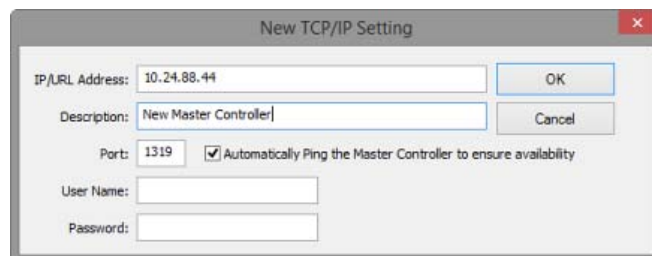 New TCP/IP Setting
IP/URL Address: 10.24.88.44 OK
Description: New Master Controller Cancel
Port: 1319 Automatically Ping the Master Controller to ensure availability
User Name:
Password: